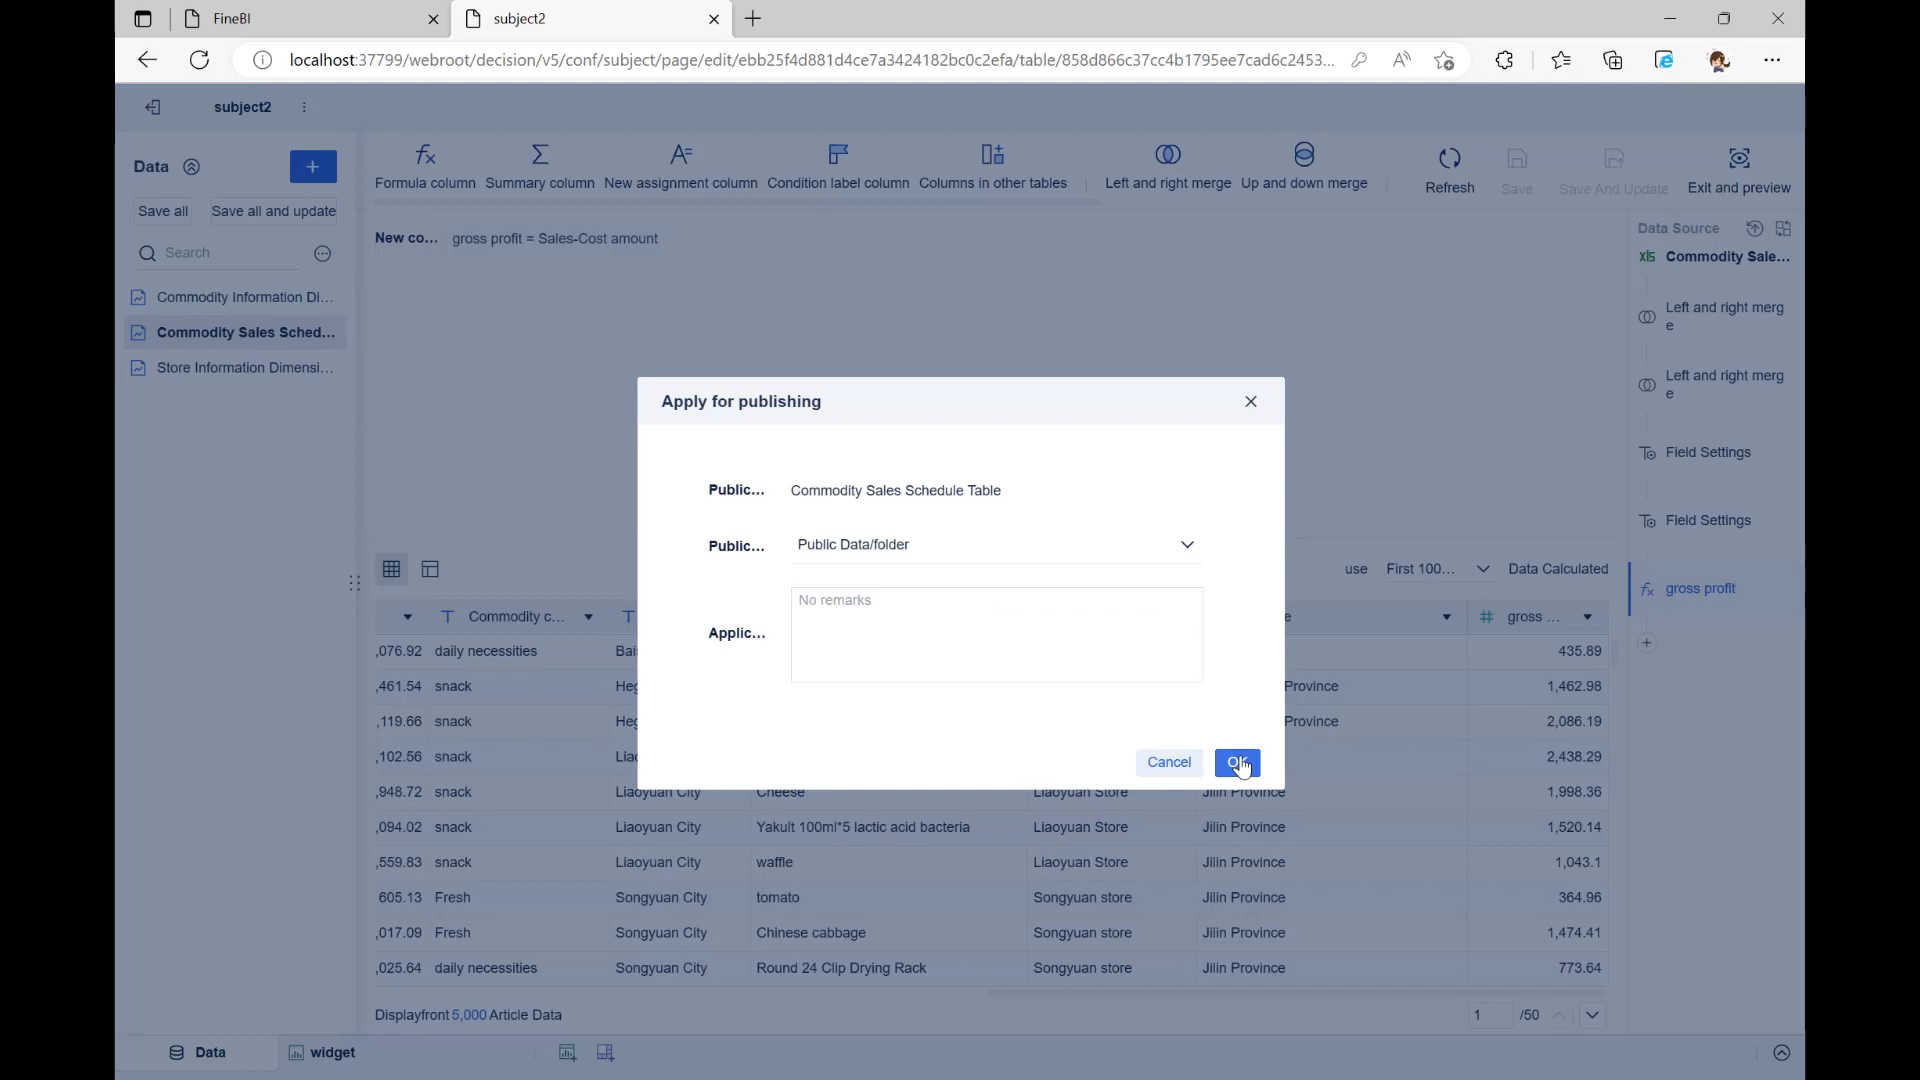 FineBI
subject2
localhost:37799/webroot/decision/v5/conf/subject/page/edit/ebb25f4d881d4ce7a3424182bc0c2efa/table/858d866c37cc4b1795ee7cad6c2453...
subject2
Data
Save all
Save all and update
Search
Commodity Information Di...
Commodity Sales Sched...
Store Information Dimensi...
Formula column
Summary column
New assignment column
Condition label column
Columns in other tables
Left and right merge
Up and down merge
Refresh
Save
Save And Update
Exit and preview
New co...
gross profit = Sales-Cost amount
Data Source
Commodity Sale...
Left and right merg
e
Left and right merg
e
Field Settings
Field Settings
gross profit
Apply for publishing
Public... Commodity Sales Schedule Table
Public... Public Data/folder
Applic... No remarks
Cancel
use First 100... Data Calculated
Commodity c... e gross ...
,076.92 daily necessities Bai 435.89
,461.54 snack Heg Province 1,462.98
,119.66 snack Heg Province 2,086.19
,102.56 snack Liao 2,438.29
,948.72 snack Liaoyuan City Cheese Liaoyuan Store Jilin Province 1,998.36
,094.02 snack Liaoyuan City Yakult 100ml*5 lactic acid bacteria Liaoyuan Store Jilin Province 1,520.14
,559.83 snack Liaoyuan City waffle Liaoyuan Store Jilin Province 1,043.1
605.13 Fresh Songyuan City tomato Songyuan store Jilin Province 364.96
,017.09 Fresh Songyuan City Chinese cabbage Songyuan store Jilin Province 1,474.41
,025.64 daily necessities Songyuan City Round 24 Clip Drying Rack Songyuan store Jilin Province 773.64
Displayfront 5,000 Article Data
1 /50
Data
widget